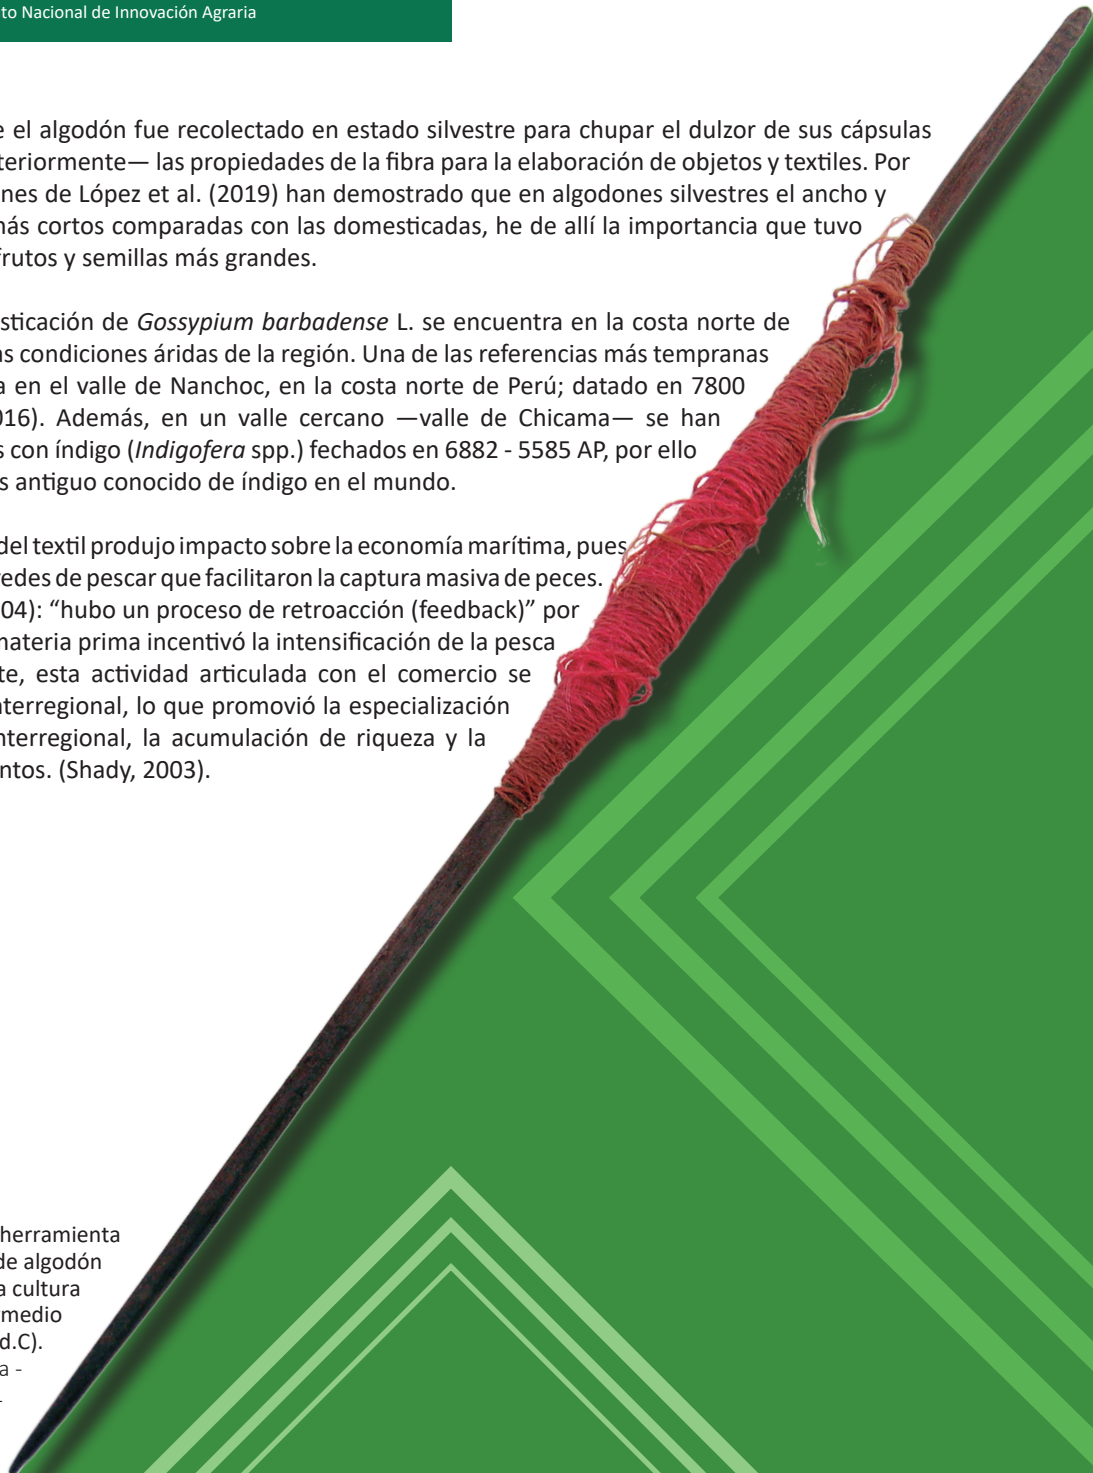 to Nacional de Innovación Agraria
e el algodón fue recolectado en estado silvestre para chupar el dulzor de sus cápsulas
teriormente— las propiedades de la fibra para la elaboración de objetos y textiles. Por
nes de López et al. (2019) han demostrado que en algodones silvestres el ancho y
más cortos comparadas con las domesticadas, he de allí la importancia que tuvo
frutos y semillas más grandes.
sticación de Gossypium barbadense L. se encuentra en la costa norte de
as condiciones áridas de la región. Una de las referencias más tempranas
a en el valle de Nanchoc, en la costa norte de Perú; datado en 7800
016). Además, en un valle cercano —valle de Chicama— se han
s con índigo (Indigofera spp.) fechados en 6882 - 5585 AP, por ello
s antiguo conocido de índigo en el mundo.
del textil produjo impacto sobre la economía marítima, pues
redes de pescar que facilitaron la captura masiva de peces.
04): “hubo un proceso de retroacción (feedback)” por
materia prima incentivó la intensificación de la pesca
te, esta actividad articulada con el comercio se
nterregional, lo que promovió la especialización
nterregional, la acumulación de riqueza y la
ntos. (Shady, 2003).
herramienta
de algodón
a cultura
rmedio
d.C).
a -